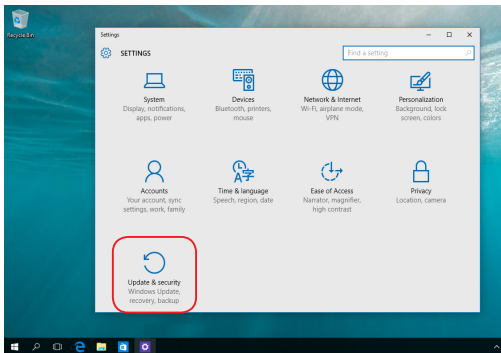 Recycle Bin
Settings
SETTINGS
Find a setting
System
Display, notifications,
apps, power
Devices
Bluetooth, printers,
mouse
Network & Internet
Wi-Fi, airplane mode,
VPN
Personalization
Background, lock
screen, colors
Accounts
Your account, sync
settings, work, family
Time & language
Speech, region, date
Ease of Access
Narrator, magnifier,
high contrast
Privacy
Location, camera
Update & security
Windows Update,
recovery, backup